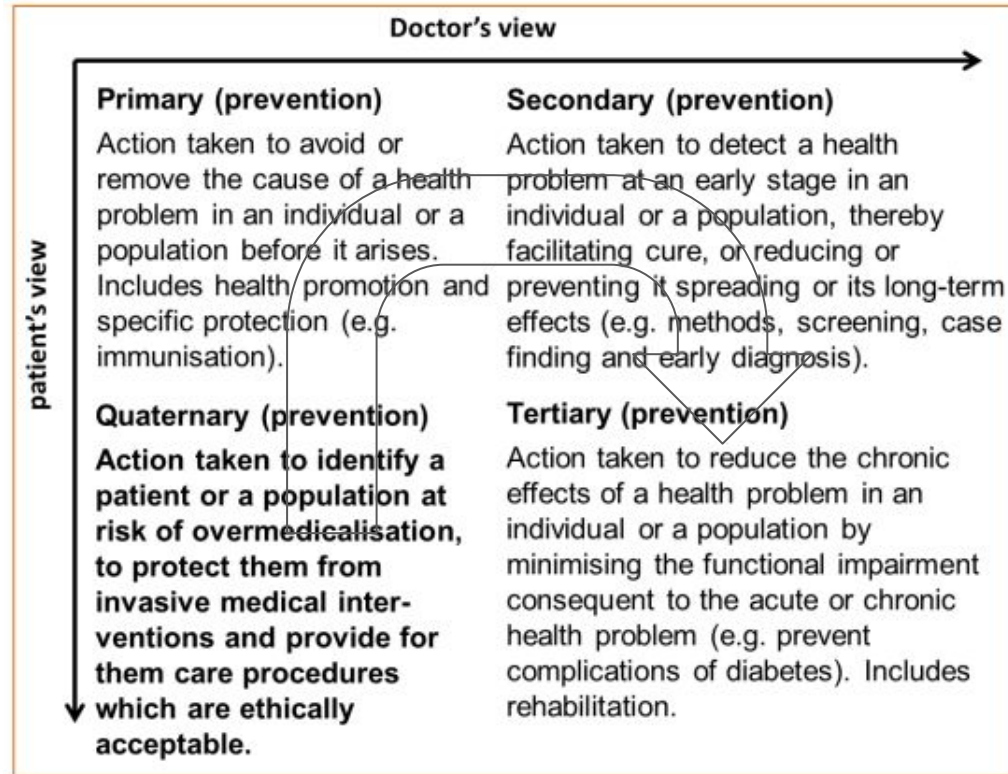 Doctor's view
patient's view
Primary (prevention)
Action taken to avoid or
remove the cause of a health
problem in an individual or a
population before it arises.
Includes health promotion and
specific protection (e.g.
immunisation).
Secondary (prevention)
Action taken to detect a health
problem at an early stage in an
individual or a population, thereby
facilitating cure, or reducing or
preventing it spreading or its long-term
effects (e.g. methods, screening, case
finding and early diagnosis).
Quaternary (prevention)
Action taken to identify a
patient or a population at
risk of overmedicalisation,
to protect them from
invasive medical inter-
ventions and provide for
them care procedures
which are ethically
acceptable.
Tertiary (prevention)
Action taken to reduce the chronic
effects of a health problem in an
individual or a population by
minimising the functional impairment
consequent to the acute or chronic
health problem (e.g. prevent
complications of diabetes). Includes
rehabilitation.